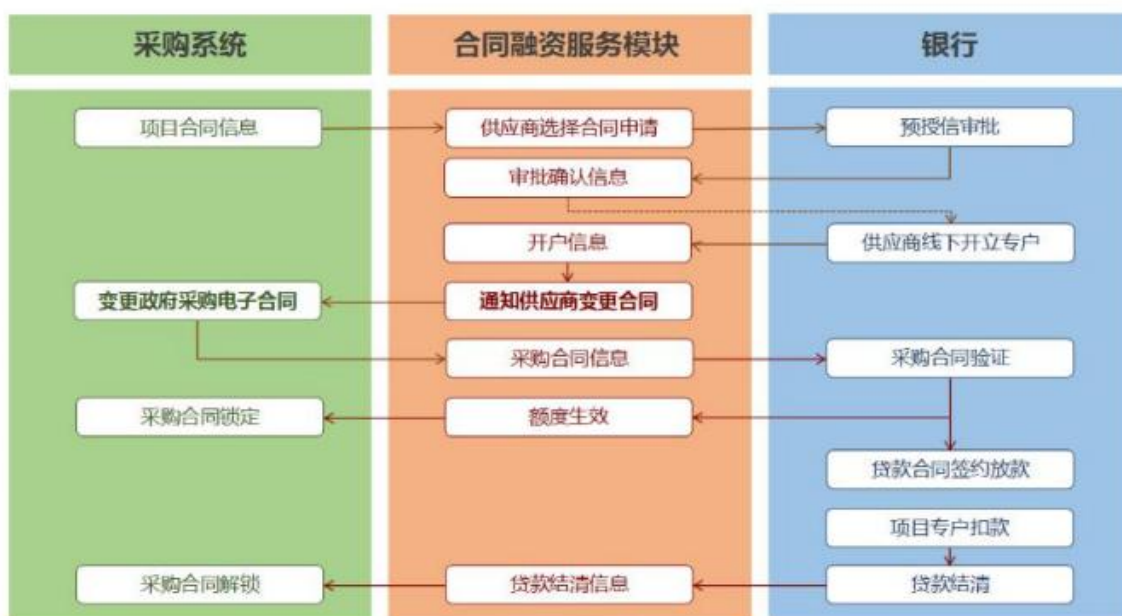 采购系统
合同融资服务模块
银行
项目合同信息
供应商选择合同申请
预授信审批
审批确认信息
开户信息
供应商线下开立专户
变更政府采购电子合同
通知供应商变更合同
采购合同信息
采购合同验证
采购合同锁定
额度生效
贷款合同签约放款
项目专户扣款
采购合同解锁
贷款结清信息
贷款结清